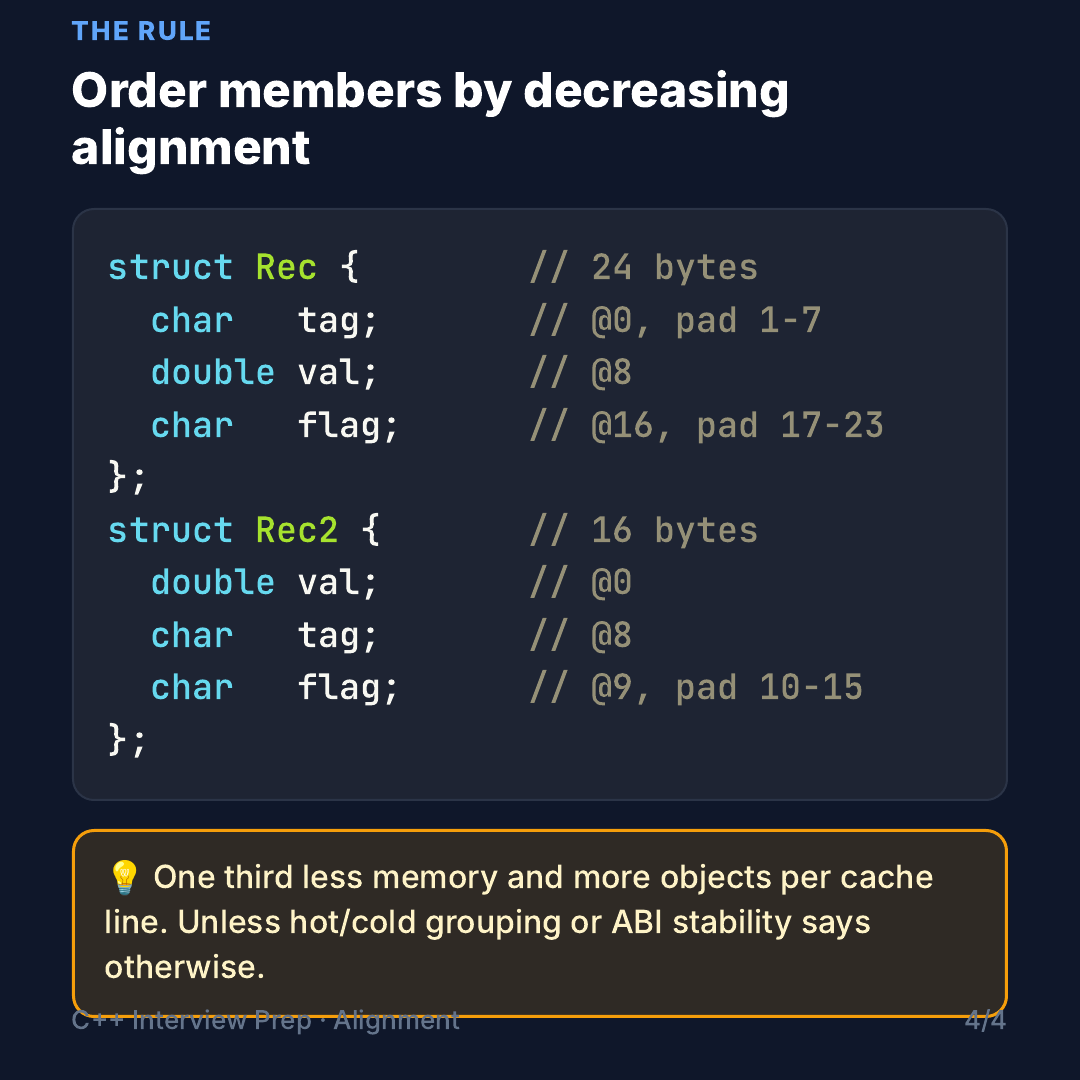 THE RULE
Order members by decreasing
alignment
struct Rec {        // 24 bytes
  char   tag;       // @0, pad 1-7
  double val;       // @8
  char   flag;      // @16, pad 17-23
};
struct Rec2 {       // 16 bytes
  double val;       // @0
  char   tag;       // @8
  char   flag;      // @9, pad 10-15
};
💡 One third less memory and more objects per cache
line. Unless hot/cold grouping or ABI stability says
otherwise.
C++ Interview Prep · Alignment 4/4